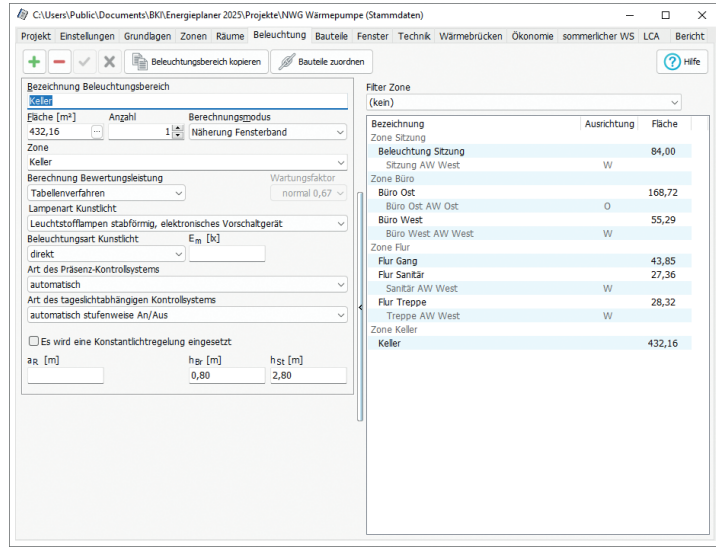 C:\Users\Public\Documents\BKI\Energieplaner 2025\Projekte\NWG Wärmepumpe (Stammdaten)
Projekt Einstellungen Grundlagen Zonen Räume Beleuchtung Bauteile Fenster Technik Wärmebrücken Ökonomie sommerlicher WS LCA Bericht
Beleuchtungsbereich kopieren Bauteile zuordnen Hilfe
Bezeichnung Beleuchtungsbereich
Keller
Fläche [m²] Anzahl Berechnungsmodus
432,16 ... 1 Näherung Fensterband
Zone
Keller
Berechnung Bewertungsleistung Wartungsfaktor
Tabellenverfahren normal 0,67
Lampenart Kunstlicht
Leuchtstofflampen stabförmig, elektronisches Vorschaltgerät
Beleuchtungsart Kunstlicht Em [lx]
direkt
Art des Präsenz-Kontrollsystems
automatisch
Art des tageslichtabhängigen Kontrollsystems
automatisch stufenweise An/Aus
Es wird eine Konstantlichtregelung eingesetzt
aR [m] hBr [m] hSt [m]
0,80 2,80
Filter Zone
(kein)
Bezeichnung Ausrichtung Fläche
Zone Sitzung
Beleuchtung Sitzung 84,00
Sitzung AW West W
Zone Büro
Büro Ost 168,72
Büro Ost AW Ost O
Büro West 55,29
Büro West AW West W
Zone Flur
Flur Gang 43,85
Flur Sanitär 27,36
Sanitär AW West W
Flur Treppe 28,32
Treppe AW West W
Zone Keller
Keller 432,16